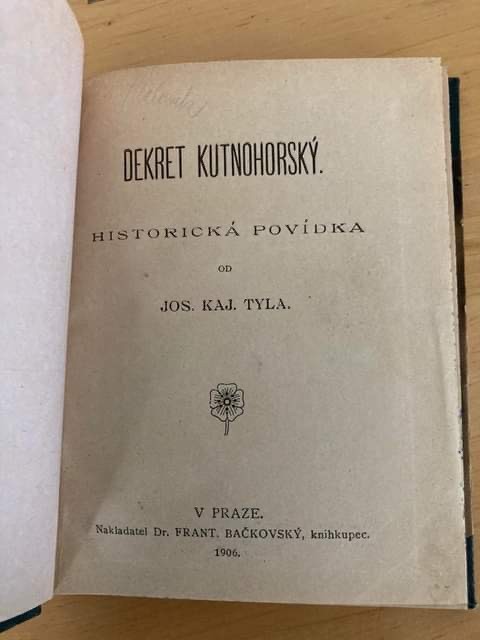 DEKRET KUTNOHORSKÝ.
HISTORICKÁ POVÍDKA
OD
JOS. KAJ. TYLA.
V PRAZE.
Nakladatel Dr. FRANT. BAČKOVSKÝ, knihkupec.
1906.